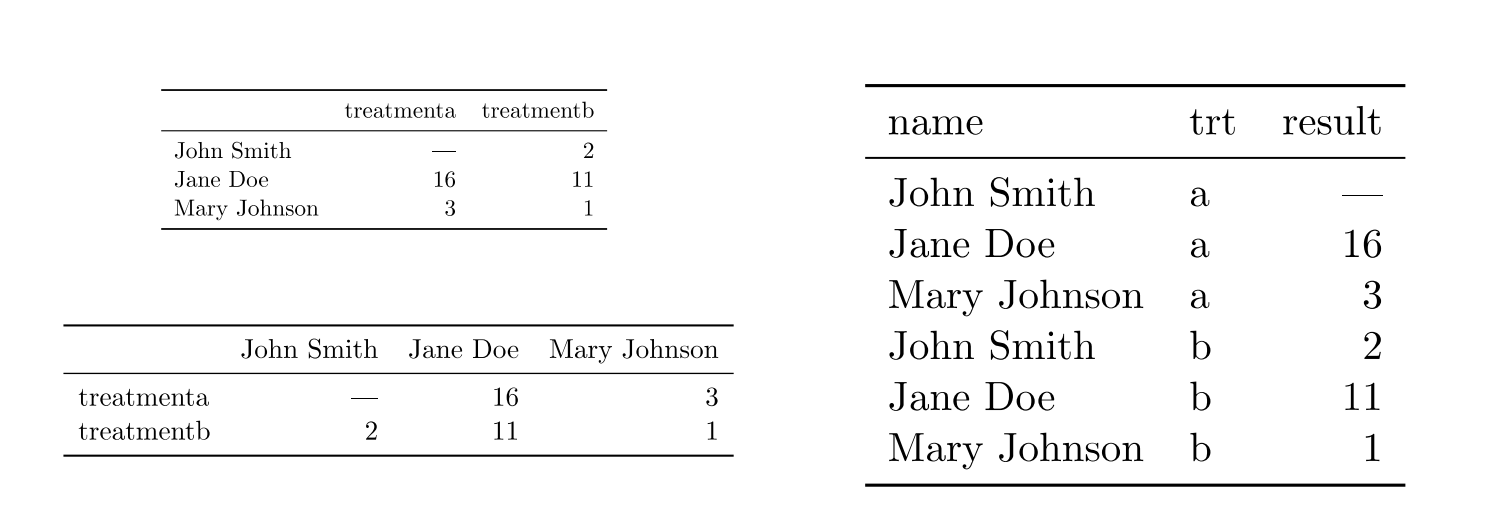 treatmenta treatmentb
John Smith — 2
Jane Doe 16 11
Mary Johnson 3 1
John Smith Jane Doe Mary Johnson
treatmenta — 16 3
treatmentb 2 11 1
name trt result
John Smith a —
Jane Doe a 16
Mary Johnson a 3
John Smith b 2
Jane Doe b 11
Mary Johnson b 1